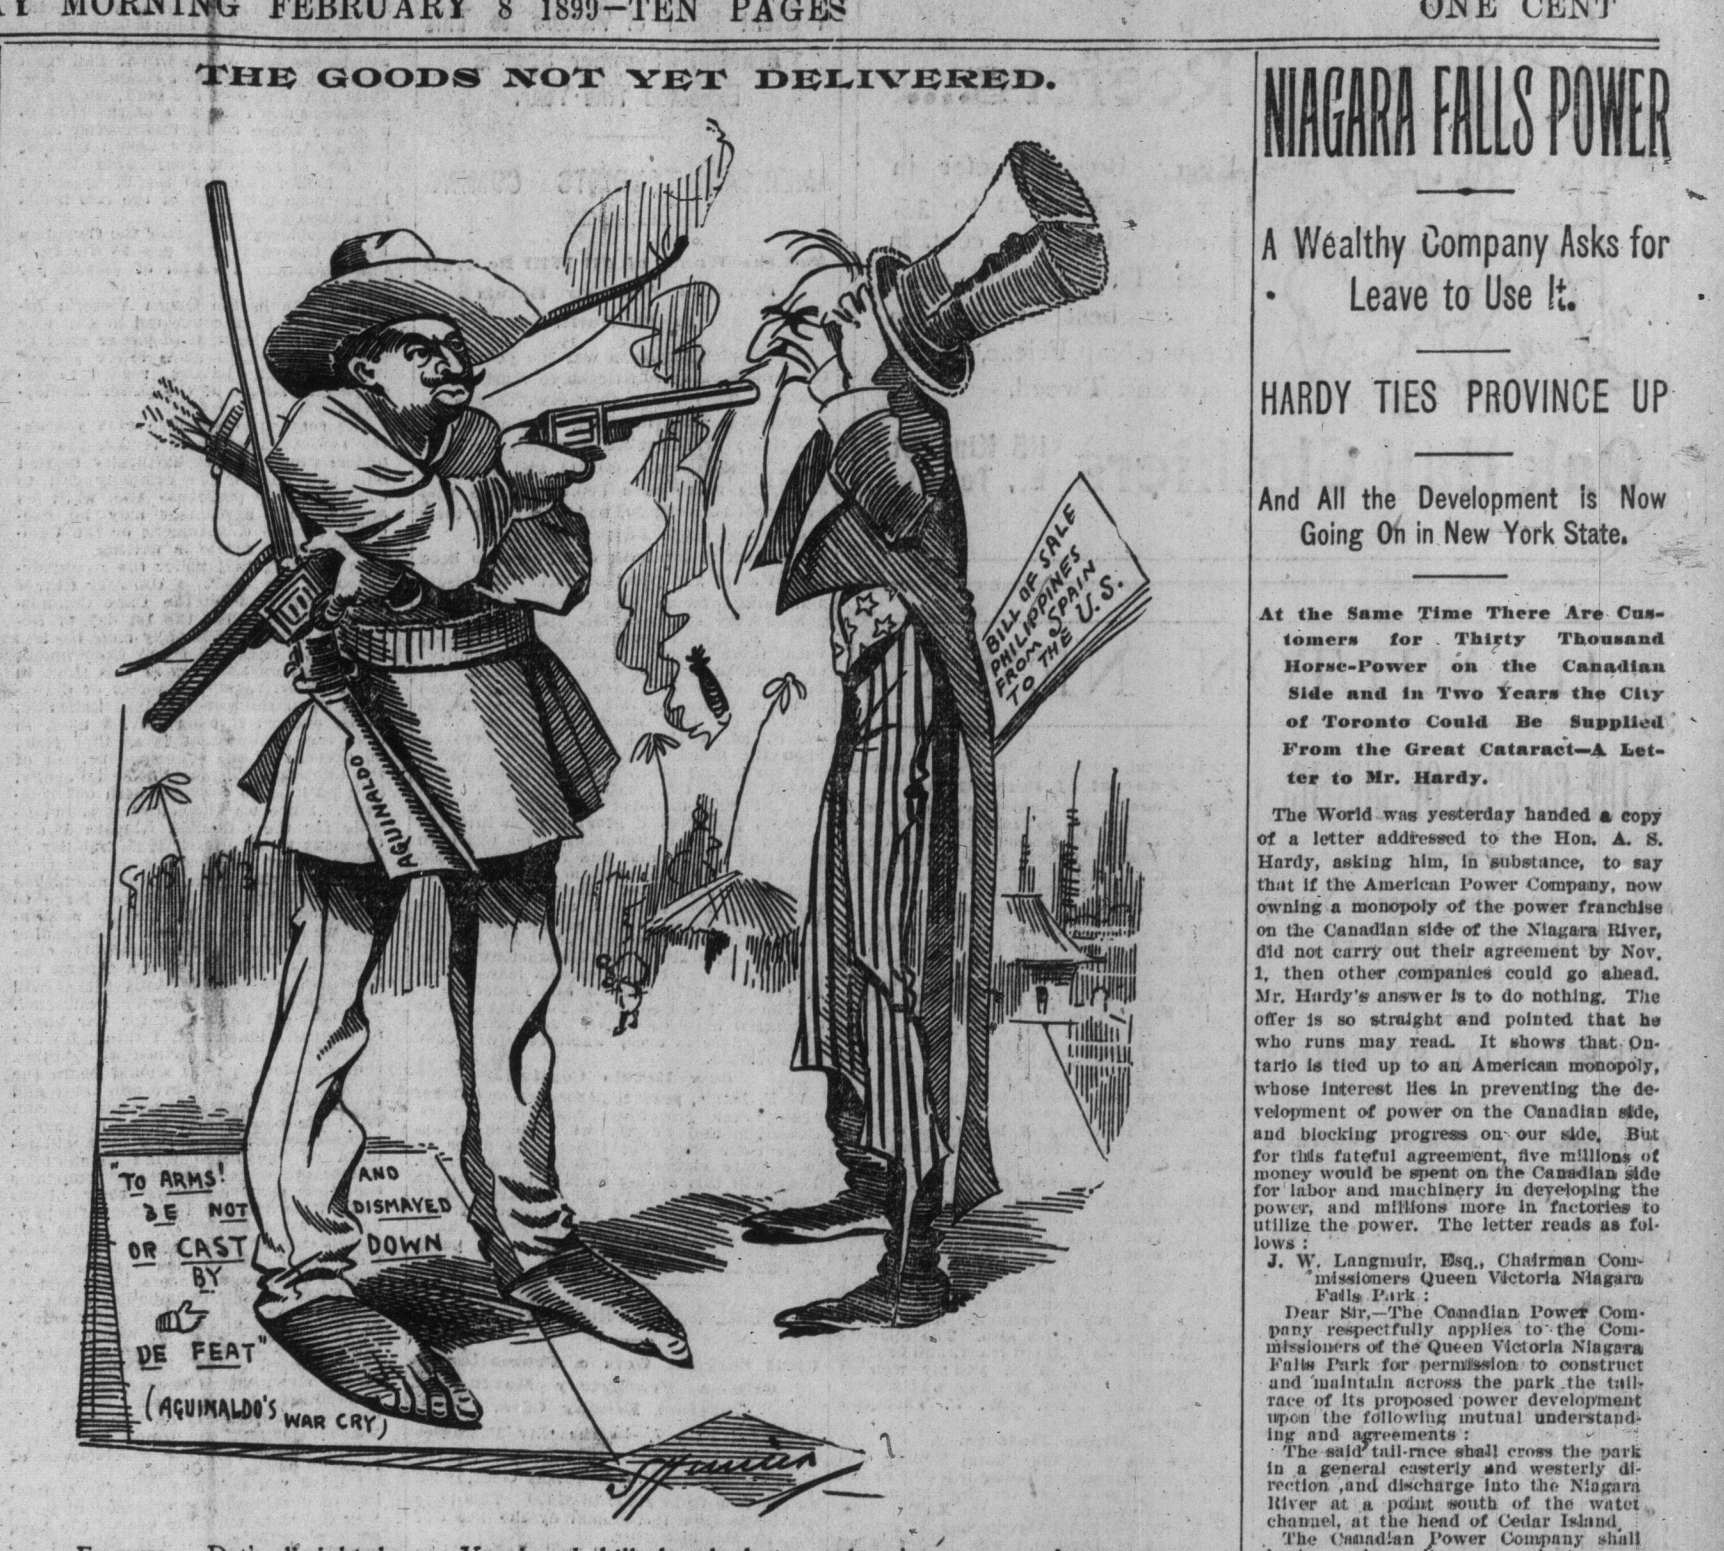 MORNING FEBRUARY 8 1899—TEN PAGES
ONE CENT
THE GOODS NOT YET DELIVERED.
BILL OF SALE
PHILIPPINES
FROM SPAIN
TO THE U.S.
AGUINALDO
"TO ARMS!
BE NOT
OR CAST
BY
DE FEAT"
AND
DISMAYED
DOWN
(AGUINALDO'S WAR CRY)
NIAGARA FALLS POWER
A Wealthy Company Asks for
Leave to Use It.
HARDY TIES PROVINCE UP
And All the Development is Now
Going On in New York State.
At the Same Time There Are Cus-
tomers for Thirty Thousand
Horse-Power on the Canadian
Side and in Two Years the City
of Toronto Could Be Supplied
From the Great Cataract—A Let-
ter to Mr. Hardy.
The World was yesterday handed a copy
of a letter addressed to the Hon. A. S.
Hardy, asking him, in substance, to say
that if the American Power Company, now
owning a monopoly of the power franchise
on the Canadian side of the Niagara River,
did not carry out their agreement by Nov.
1, then other companies could go ahead.
Mr. Hardy's answer is to do nothing. The
offer is so straight and pointed that he
who runs may read. It shows that On-
tario is tied up to an American monopoly,
whose interest lies in preventing the de-
velopment of power on the Canadian side,
and blocking progress on our side. But
for this fateful agreement, five millions of
money would be spent on the Canadian side
for labor and machinery in developing the
power, and millions more in factories to
utilize the power. The letter reads as fol-
lows :
J. W. Langmuir, Esq., Chairman Com-
missioners Queen Victoria Niagara
Falls Park :
Dear Sir,—The Canadian Power Com-
pany respectfully applies to the Com-
missioners of the Queen Victoria Niagara
Falls Park for permission to construct
and maintain across the park the tail-
race of its proposed power development
upon the following mutual understand-
ing and agreements :
The said tail-race shall cross the park
in a general easterly and westerly di-
rection ,and discharge into the Niagara
River at a point south of the water
channel, at the head of Cedar Island.
The Canadian Power Company shall